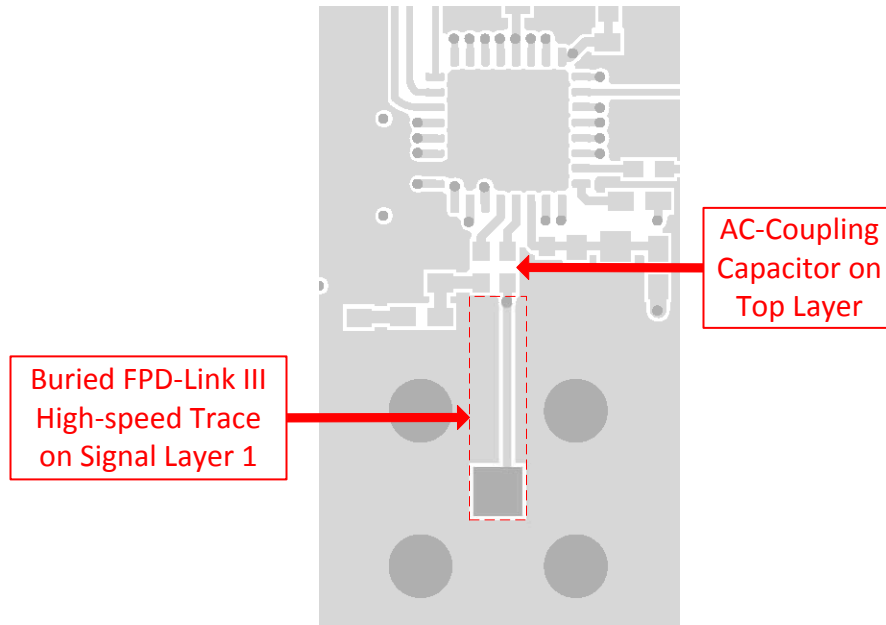 AC-Coupling
Capacitor on
Top Layer
Buried FPD-Link III
High-speed Trace
on Signal Layer 1